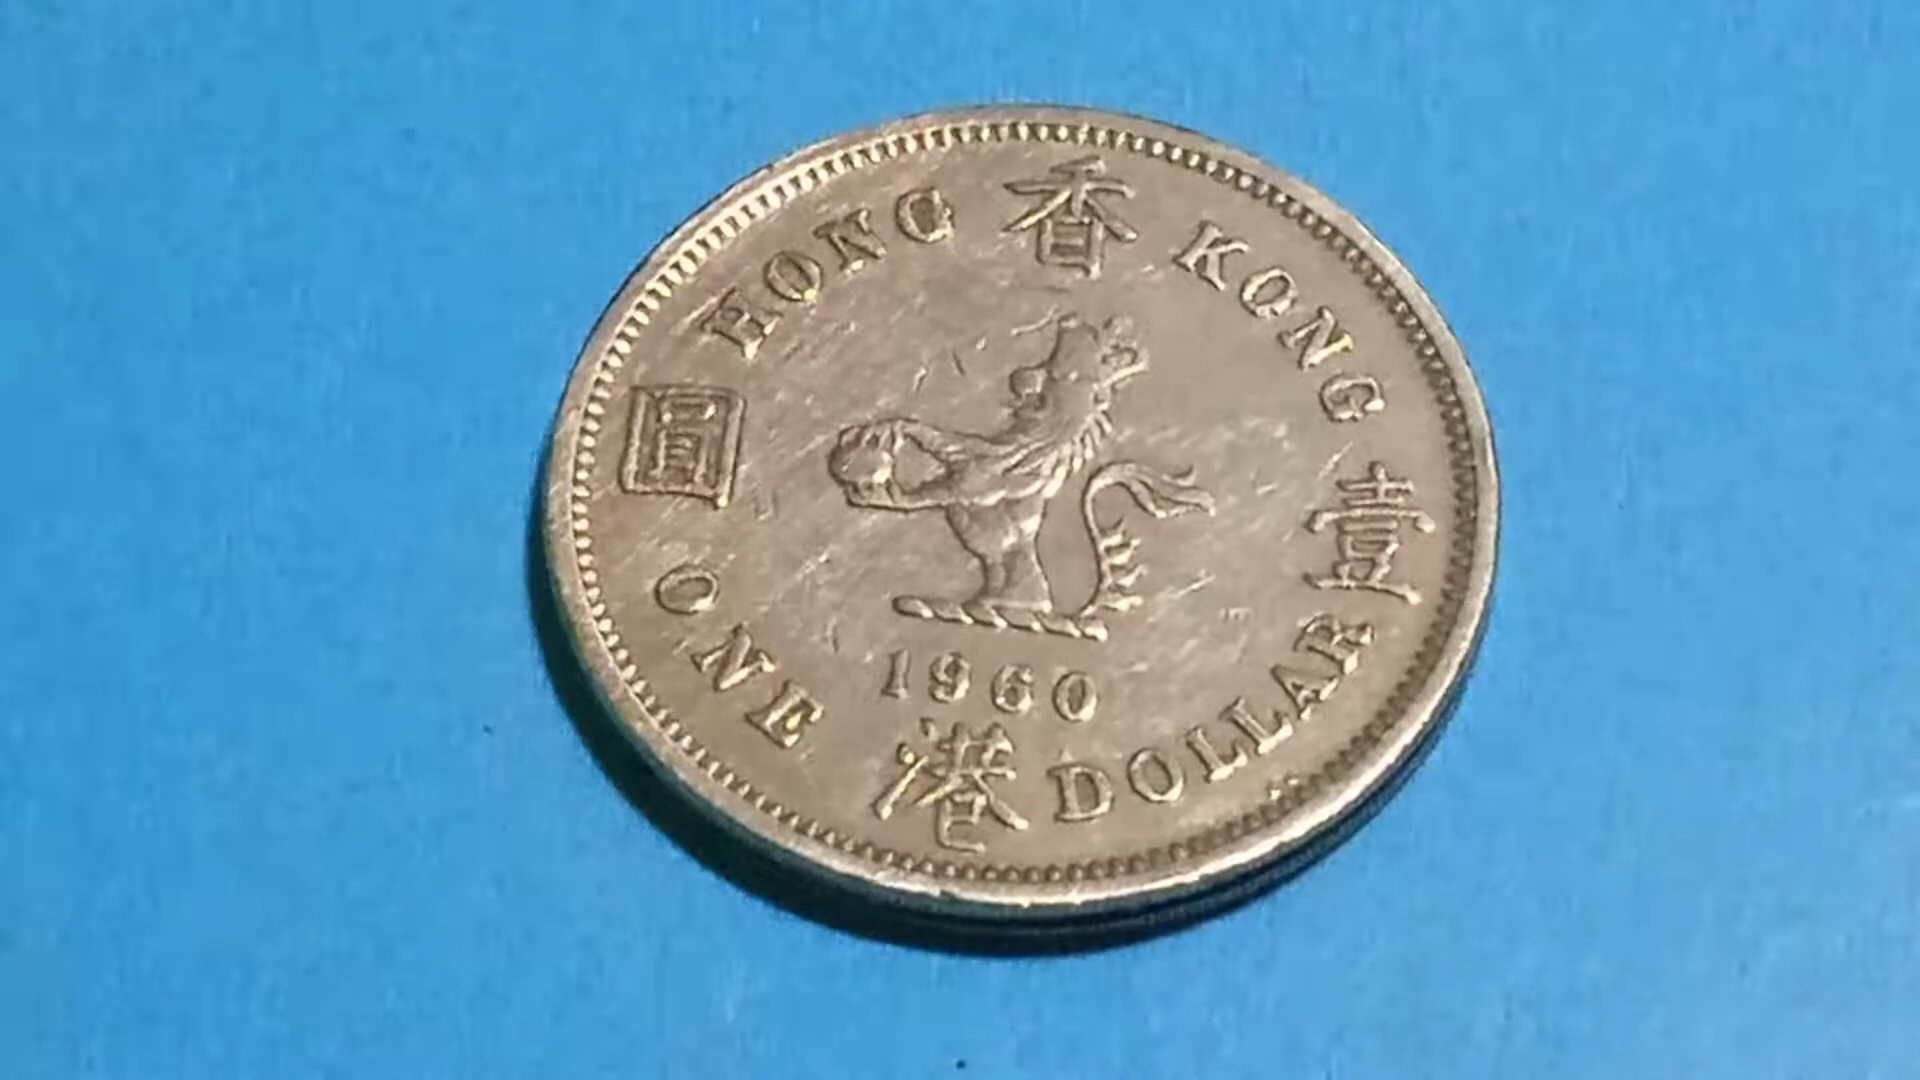 HONG 香 KONG
圓 壹
1960
ONE 港 DOLLAR